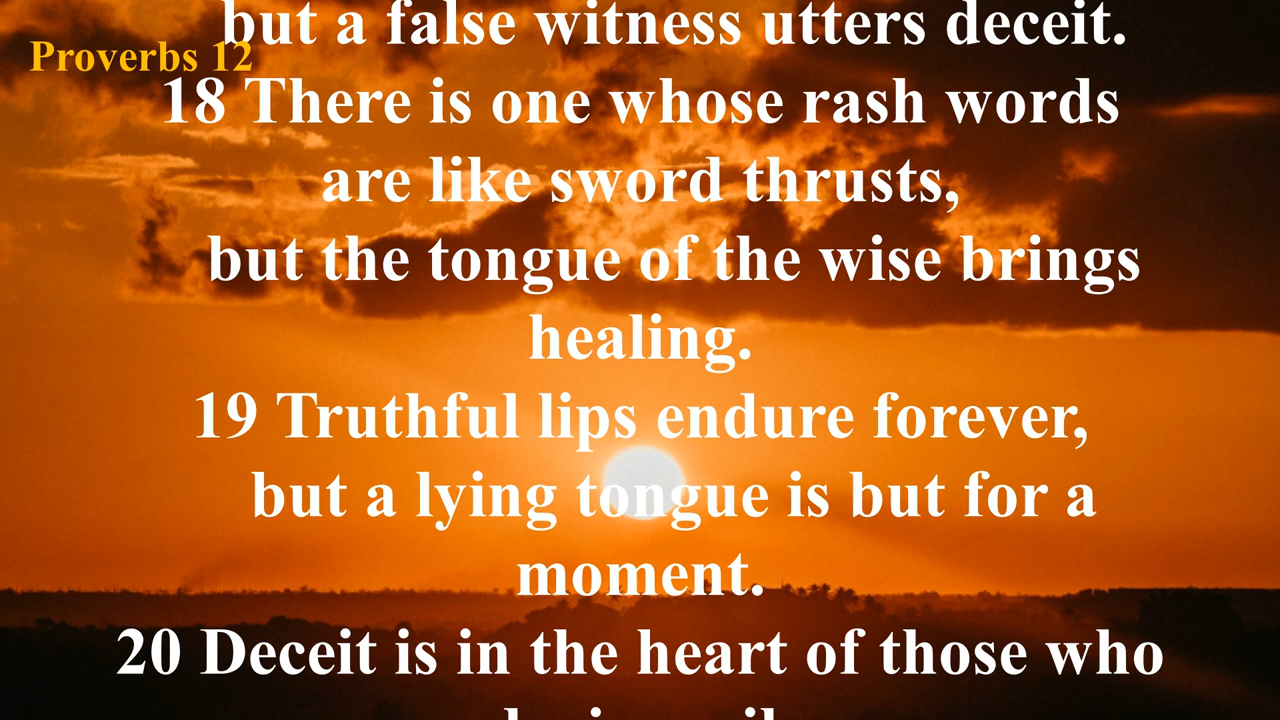 but a false witness utters deceit.
Proverbs 12
18 There is one whose rash words
are like sword thrusts,
but the tongue of the wise brings
healing.
19 Truthful lips endure forever,
but a lying tongue is but for a
moment.
20 Deceit is in the heart of those who